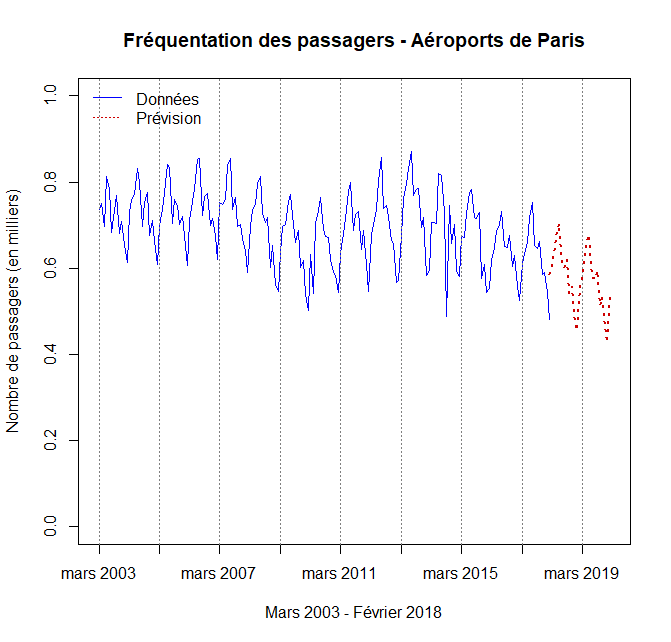 Fréquentation des passagers - Aéroports de Paris
Données
Prévision
Nombre de passagers (en milliers)
1.0
0.8
0.6
0.4
0.2
0.0
mars 2003 mars 2007 mars 2011 mars 2015 mars 2019
Mars 2003 - Février 2018